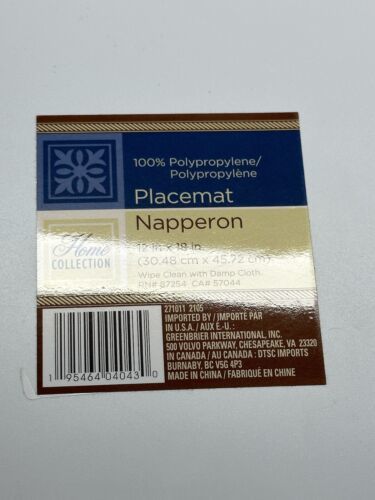 100% Polypropylene/
Polypropylène
Placemat
Napperon
12 in. x 18 in.
(30.48 cm x 45.72 cm)
Wipe Clean with Damp Cloth.
RN# 87254 CA# 57044
Home
COLLECTION
271011 2105
IMPORTED BY / IMPORTÉ PAR
IN U.S.A. / AUX É.-U. :
GREENBRIER INTERNATIONAL, INC.
500 VOLVO PARKWAY, CHESAPEAKE, VA 23320
IN CANADA / AU CANADA : DTSC IMPORTS
BURNABY, BC V5G 4P3
MADE IN CHINA / FABRIQUÉ EN CHINE
1 95464 04043 0